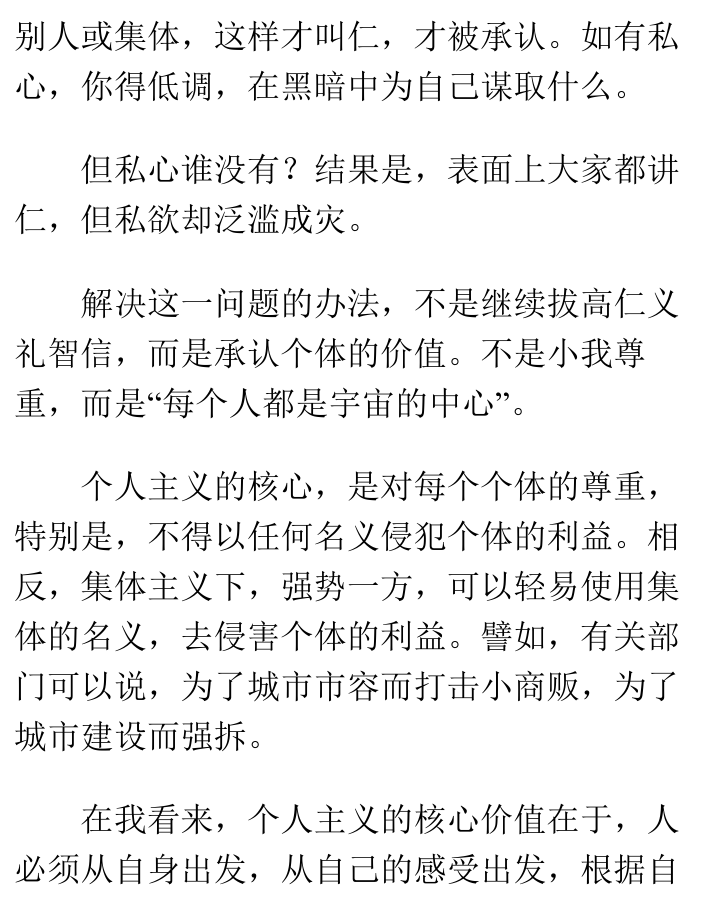 别人或集体，这样才叫仁，才被承认。如有私
心，你得低调，在黑暗中为自己谋取什么。
但私心谁没有？结果是，表面上大家都讲
仁，但私欲却泛滥成灾。
解决这一问题的办法，不是继续拔高仁义
礼智信，而是承认个体的价值。不是小我尊
重，而是“每个人都是宇宙的中心”。
个人主义的核心，是对每个个体的尊重，
特别是，不得以任何名义侵犯个体的利益。相
反，集体主义下，强势一方，可以轻易使用集
体的名义，去侵害个体的利益。譬如，有关部
门可以说，为了城市市容而打击小商贩，为了
城市建设而强拆。
在我看来，个人主义的核心价值在于，人
必须从自身出发，从自己的感受出发，根据自